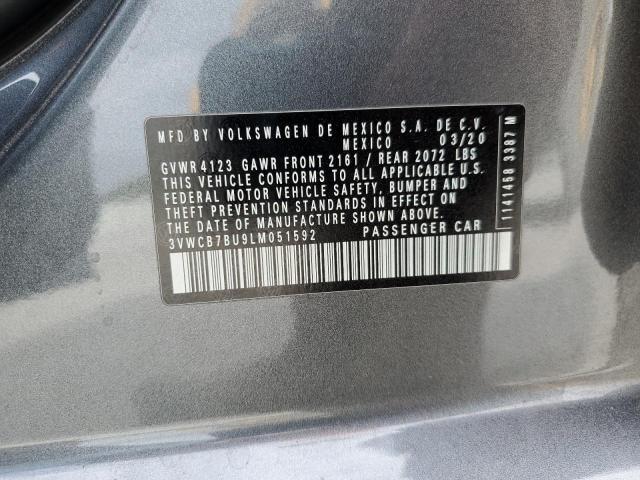 MFD BY VOLKSWAGEN DE MEXICO S.A. DE C.V.
MEXICO 03/20
GVWR 4123 GAWR FRONT 2161 / REAR 2072 LBS
THIS VEHICLE CONFORMS TO ALL APPLICABLE U.S.
FEDERAL MOTOR VEHICLE SAFETY, BUMPER AND
THEFT PREVENTION STANDARDS IN EFFECT ON
THE DATE OF MANUFACTURE SHOWN ABOVE.
3VWCB7BU9LM051592 PASSENGER CAR
1141458 3387 M